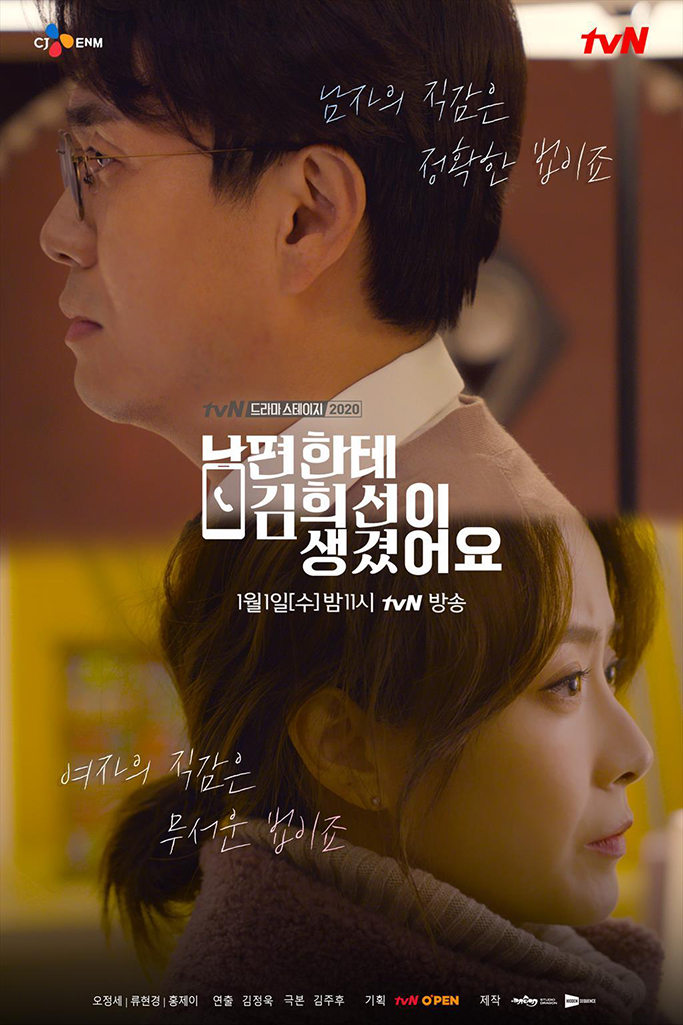 CJ ENM
tvN
남자의 직감은
정확한 법이죠
tvN 드라마 스테이지 2020
남편한테
김희선이
생겼어요
1월1일[수] 밤11시 tvN 방송
여자의 직감은
무서운 법이죠
오정세 | 류현경 | 홍제이 연출 김정욱 극본 김주후 기획 tvN O'PEN 제작 STUDIO DRAGON HIDDEN SEQUENCE